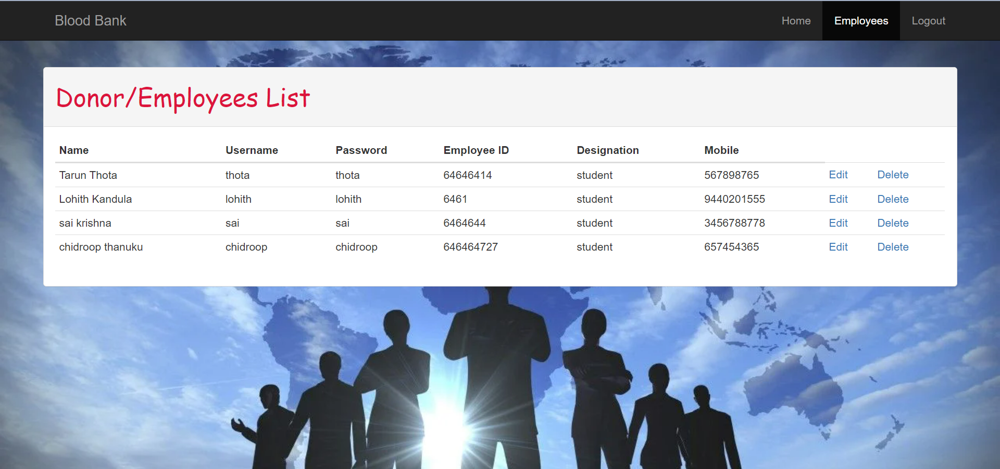 Blood Bank Home Employees Logout
Donor/Employees List
Name Username Password Employee ID Designation Mobile
Tarun Thota thota thota 64646414 student 567898765 Edit Delete
Lohith Kandula lohith lohith 6461 student 9440201555 Edit Delete
sai krishna sai sai 6464644 student 3456788778 Edit Delete
chidroop thanuku chidroop chidroop 646464727 student 657454365 Edit Delete